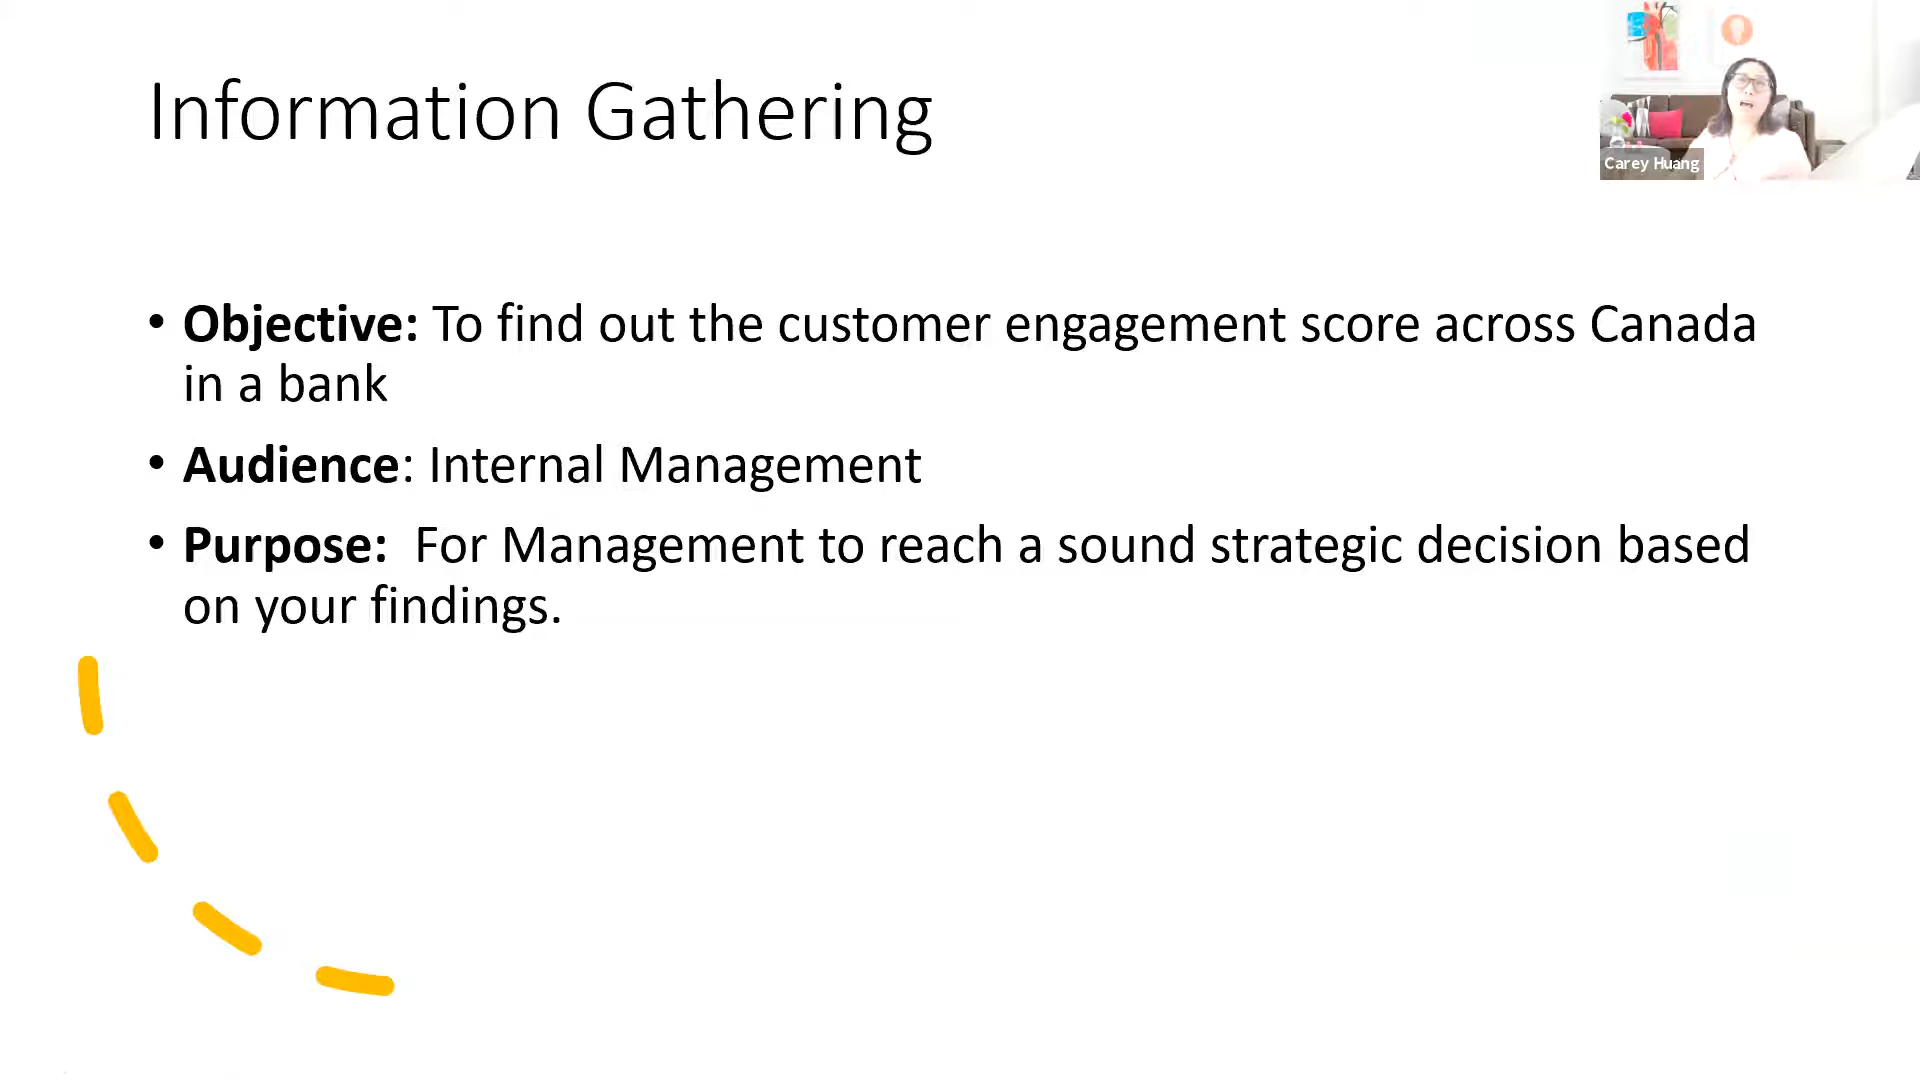 Information Gathering
Carey Huang
• Objective: To find out the customer engagement score across Canada
in a bank
• Audience: Internal Management
• Purpose:  For Management to reach a sound strategic decision based
on your findings.